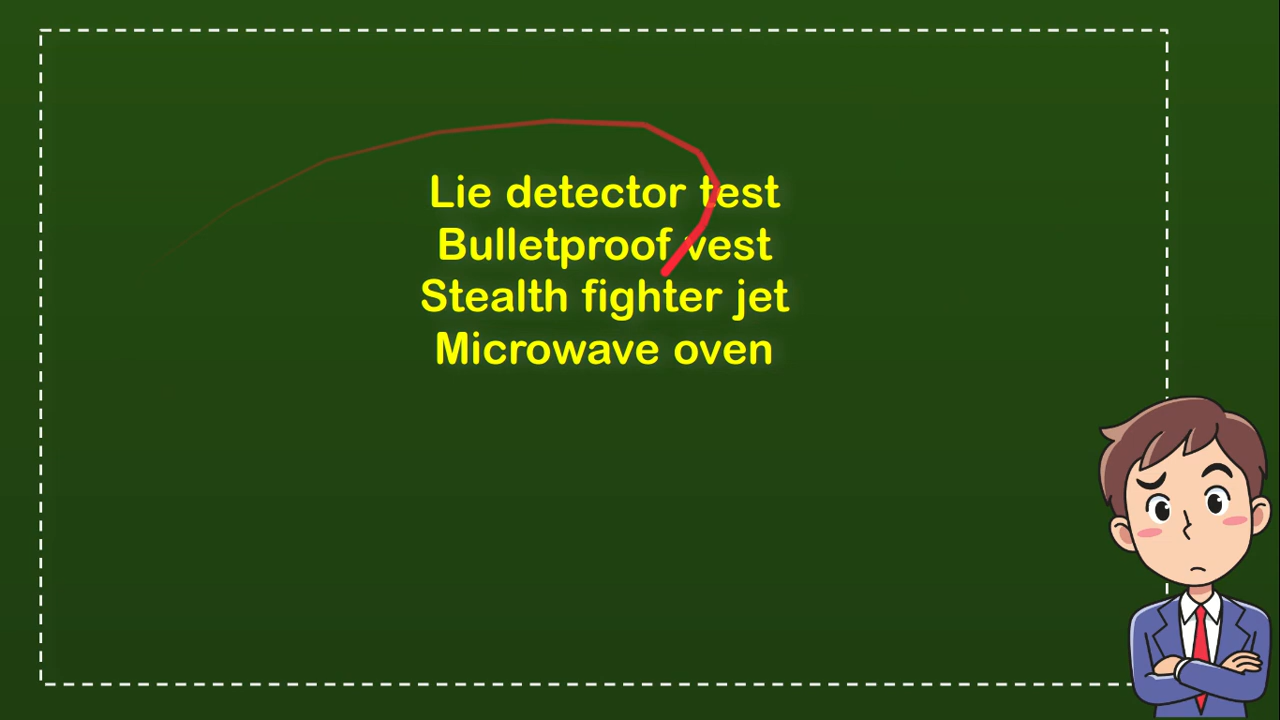 Lie detector test
Bulletproof vest
Stealth fighter jet
Microwave oven